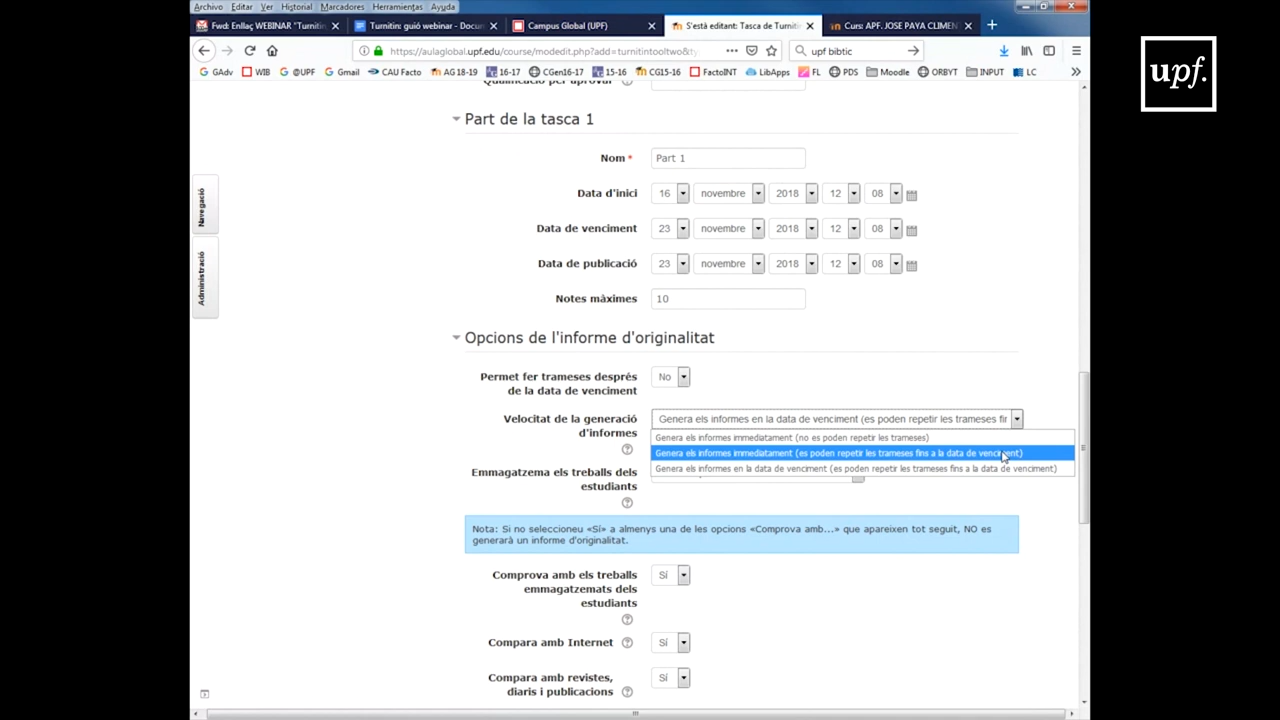 Archivo Editar Ver Historial Marcadores Herramientas Ayuda
Fwd: Enllaç WEBINAR "Turnitin
Turnitin: guió webinar - Docu
Campus Global (UPF)
S'està editant: Tasca de Turniti
Curs: APF. JOSE PAYA CLIMEN
https://aulaglobal.upf.edu/course/modedit.php?add=turnitintooltwo&ty
upf bibtic
GAdv WIB @UPF Gmail CAU Facto AG 18-19 16-17 CGen16-17 15-16 CG15-16 FactoINT LibApps FL PDS Moodle ORBYT INPUT LC
upf.
Qualificació per aprovar
Part de la tasca 1
Nom * Part 1
Data d'inici 16 novembre 2018 12 08
Navegació
Data de venciment 23 novembre 2018 12 08
Data de publicació 23 novembre 2018 12 08
Administració
Notes màximes 10
Opcions de l'informe d'originalitat
Permet fer trameses després No
de la data de venciment
Velocitat de la generació Genera els informes en la data de venciment (es poden repetir les trameses fir
d'informes
Genera els informes immediatament (no es poden repetir les trameses)
Genera els informes immediatament (es poden repetir les trameses fins a la data de venciment)
Genera els informes en la data de venciment (es poden repetir les trameses fins a la data de venciment)
Emmagatzema els treballs dels
estudiants
Nota: Si no seleccioneu «Sí» a almenys una de les opcions «Comprova amb...» que apareixen tot seguit, NO es
generarà un informe d'originalitat.
Comprova amb els treballs Sí
emmagatzemats dels
estudiants
Compara amb Internet Sí
Compara amb revistes, Sí
diaris i publicacions